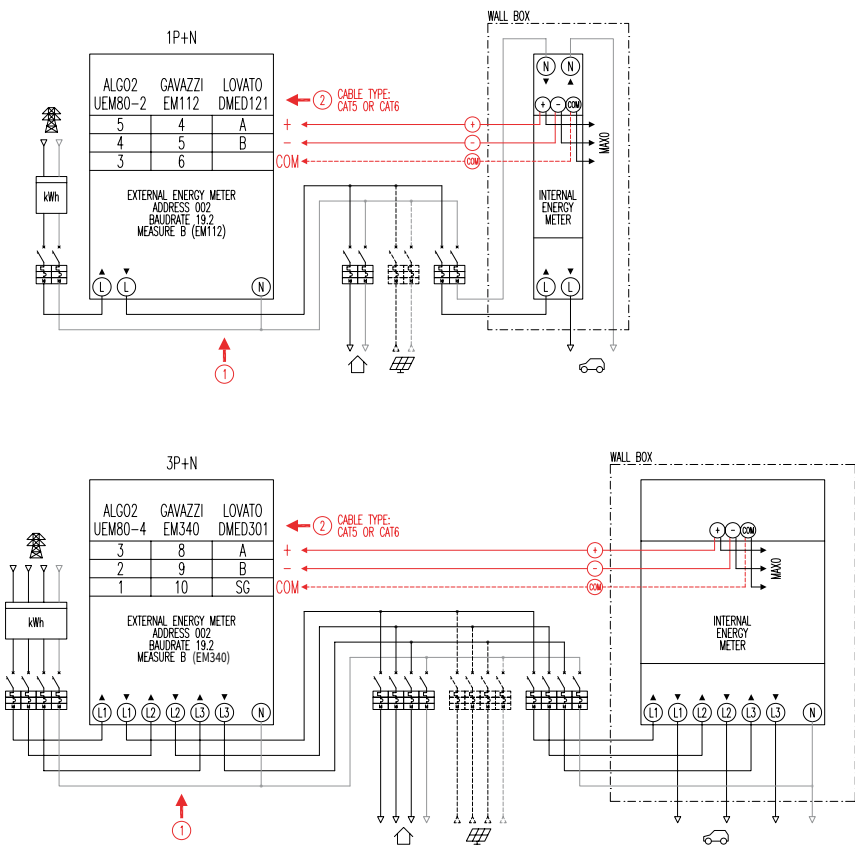 WALL BOX
1P+N
N N
ALGO2 GAVAZZI LOVATO
UEM80-2 EM112 DMED121
2 CABLE TYPE:
CAT5 OR CAT6
+ - COM
5 4 A + +
4 5 B - -
MAX0
3 6 COM COM
kWh
EXTERNAL ENERGY METER
ADDRESS 002
BAUDRATE 19.2
MEASURE B (EM112)
INTERNAL
ENERGY
METER
L L N L L
1
WALL BOX
3P+N
ALGO2 GAVAZZI LOVATO
UEM80-4 EM340 DMED301
2 CABLE TYPE:
CAT5 OR CAT6
+ - COM
3 8 A + +
2 9 B - -
MAX0
1 10 SG COM COM
kWh
EXTERNAL ENERGY METER
ADDRESS 002
BAUDRATE 19.2
MEASURE B (EM340)
INTERNAL
ENERGY
METER
L1 L1 L2 L2 L3 L3 N L1 L1 L2 L2 L3 L3 N
1